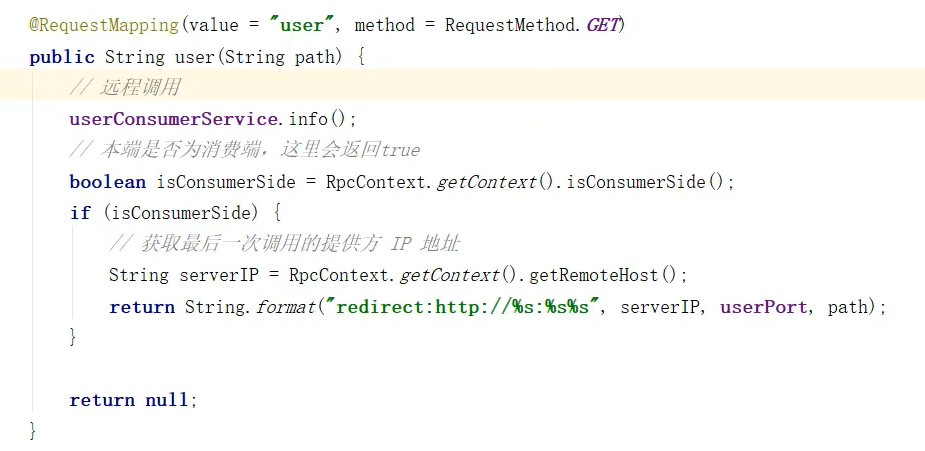 @RequestMapping(value = "user", method = RequestMethod.GET)
public String user(String path) {
// 远程调用
userConsumerService.info();
// 本端是否为消费端，这里会返回true
boolean isConsumerSide = RpcContext.getContext().isConsumerSide();
if (isConsumerSide) {
// 获取最后一次调用的提供方 IP 地址
String serverIP = RpcContext.getContext().getRemoteHost();
return String.format("redirect:http://%s:%s%s", serverIP, userPort, path);
}
return null;
}